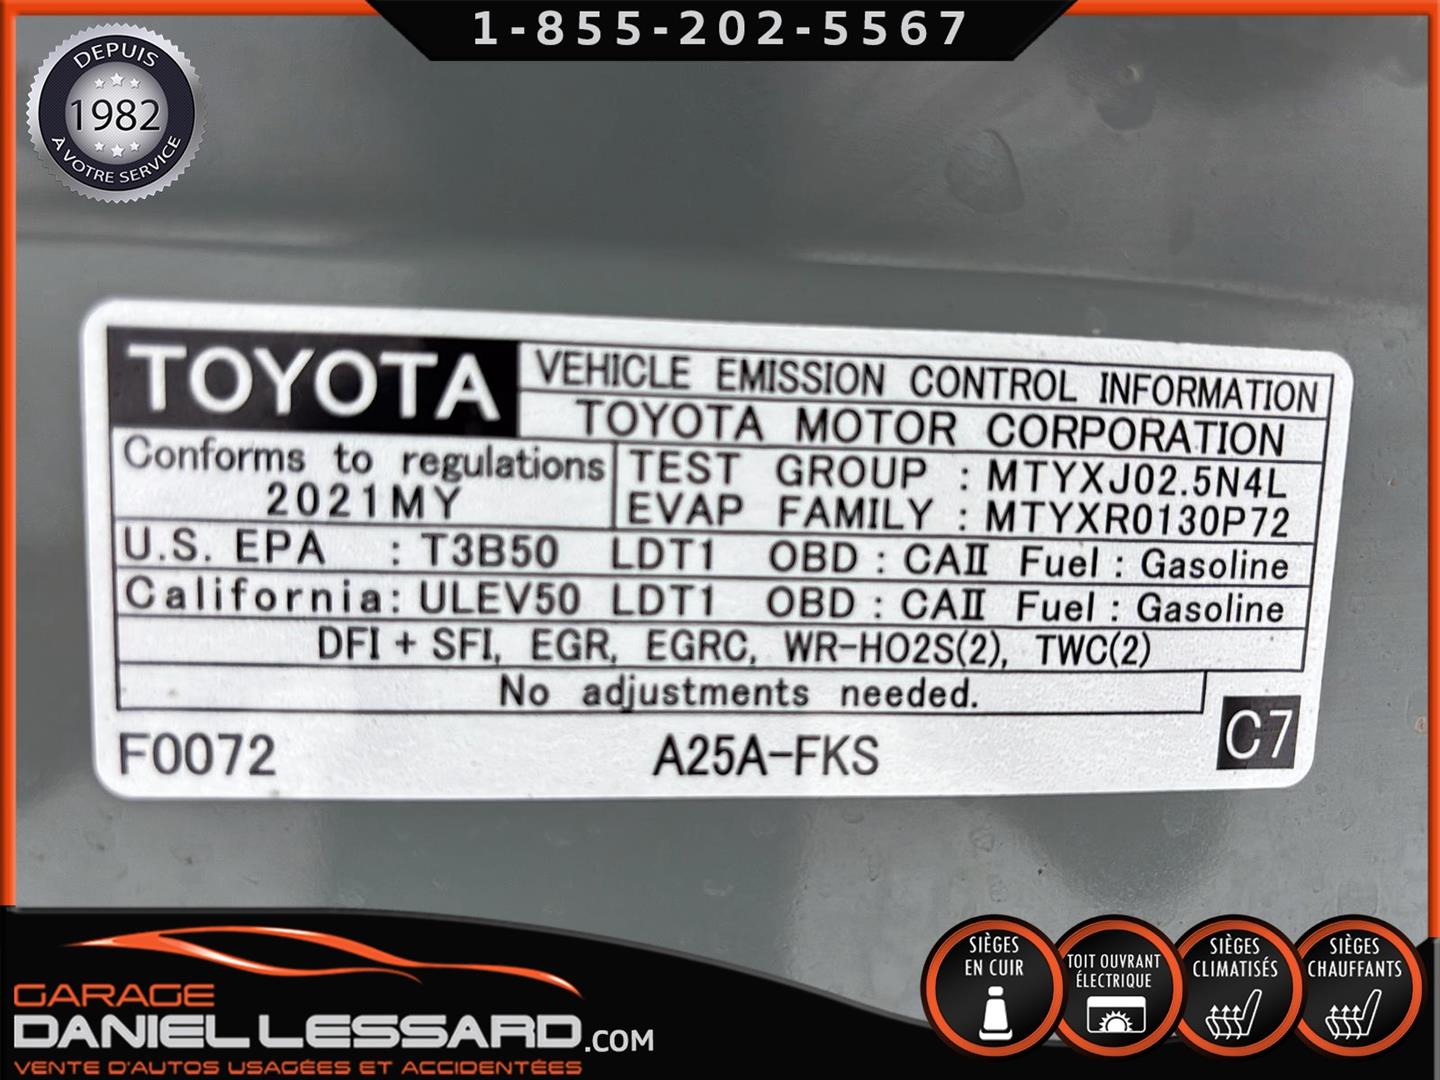 1-855-202-5567
DEPUIS
1982
À VOTRE SERVICE
TOYOTA
VEHICLE EMISSION CONTROL INFORMATION
TOYOTA MOTOR CORPORATION
Conforms to regulations
2021MY
TEST GROUP : MTYXJ02.5N4L
EVAP FAMILY : MTYXR0130P72
U.S. EPA : T3B50 LDT1 OBD : CAII Fuel : Gasoline
California: ULEV50 LDT1 OBD : CAII Fuel : Gasoline
DFI + SFI, EGR, EGRC, WR-HO2S(2), TWC(2)
No adjustments needed.
F0072 A25A-FKS C7
SIÈGES
EN CUIR
TOIT OUVRANT
ÉLECTRIQUE
SIÈGES
CLIMATISÉS
SIÈGES
CHAUFFANTS
GARAGE
DANIEL LESSARD.COM
VENTE D'AUTOS USAGÉES ET ACCIDENTÉES